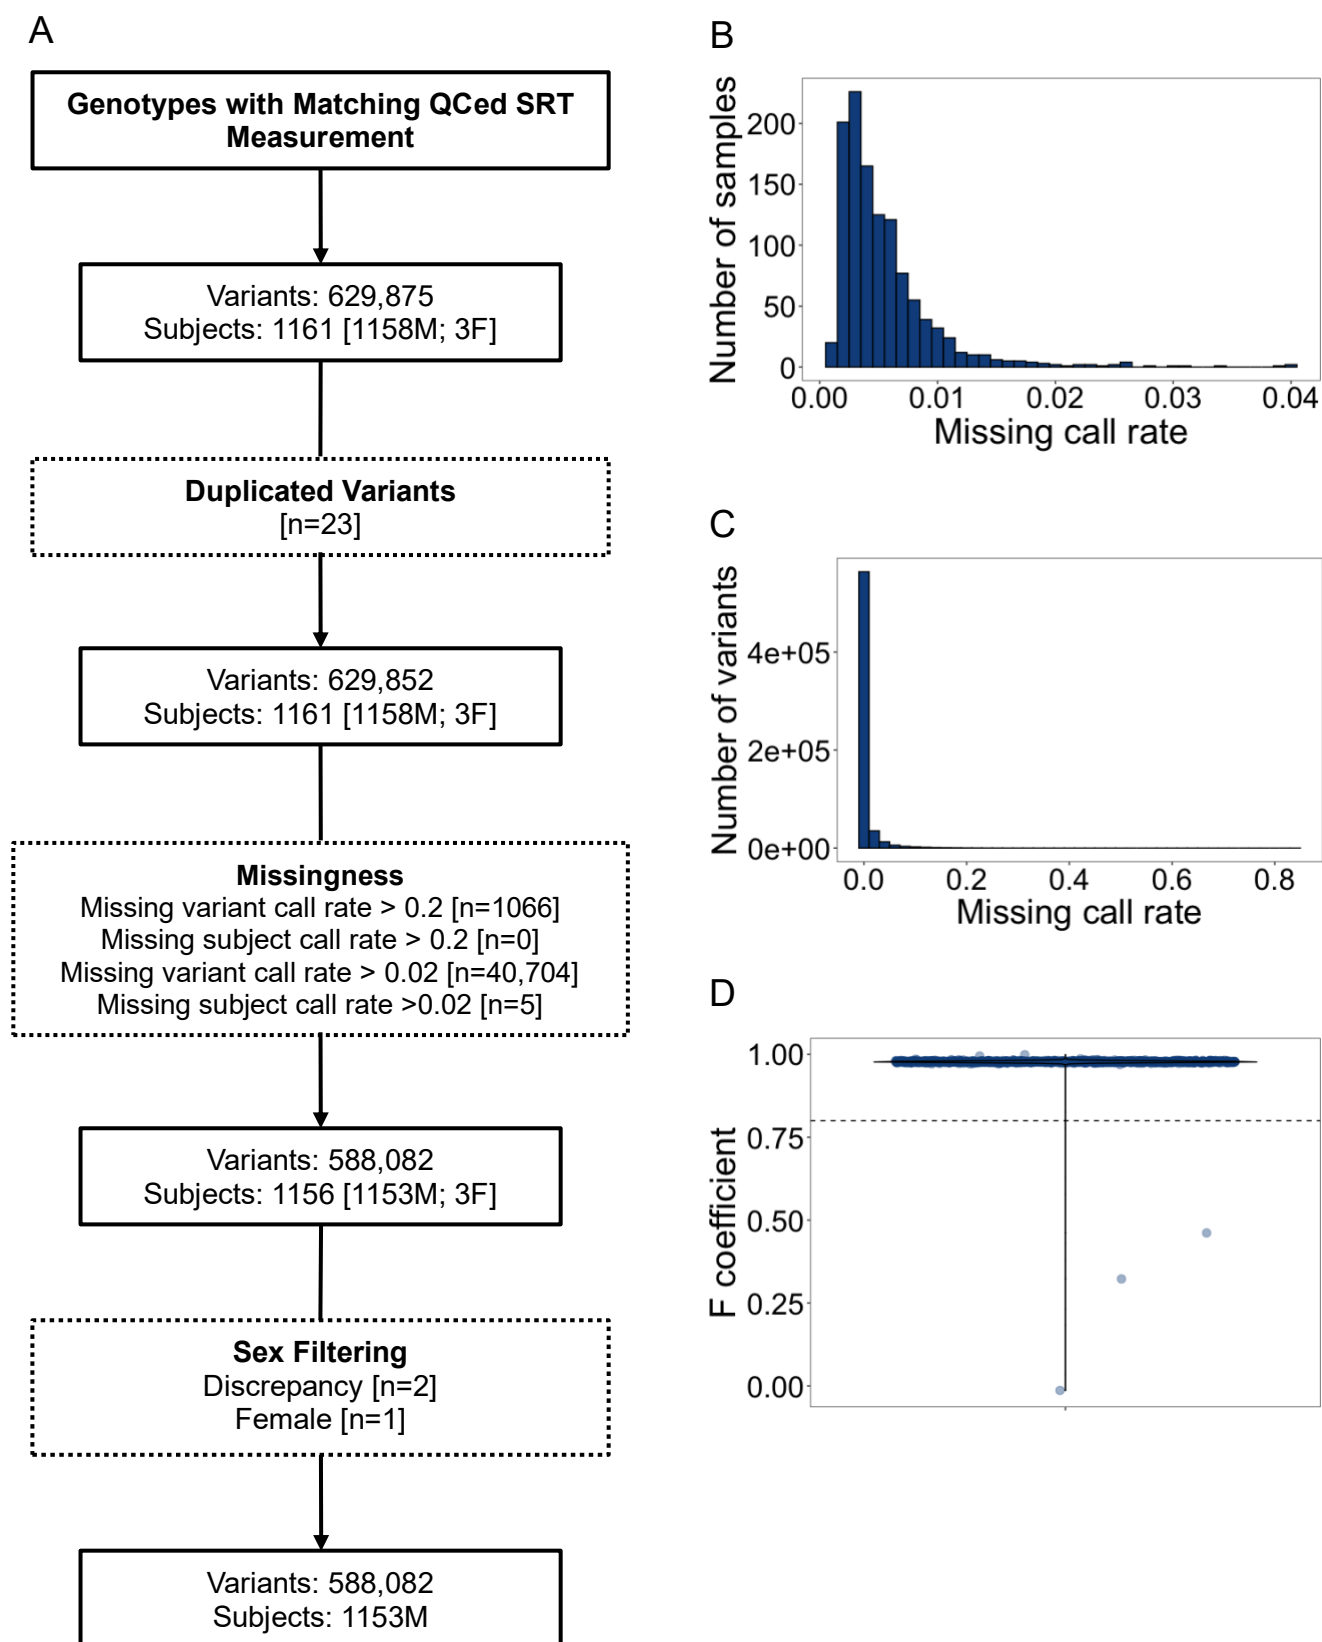 A
Genotypes with Matching QCed SRT
Measurement
Variants: 629,875
Subjects: 1161 [1158M; 3F]
Duplicated Variants
[n=23]
Variants: 629,852
Subjects: 1161 [1158M; 3F]
Missingness
Missing variant call rate > 0.2 [n=1066]
Missing subject call rate > 0.2 [n=0]
Missing variant call rate > 0.02 [n=40,704]
Missing subject call rate >0.02 [n=5]
Variants: 588,082
Subjects: 1156 [1153M; 3F]
Sex Filtering
Discrepancy [n=2]
Female [n=1]
Variants: 588,082
Subjects: 1153M
B
Number of samples
200
150
100
50
0
0.00 0.01 0.02 0.03 0.04
Missing call rate
C
Number of variants
4e+05
2e+05
0e+00
0.0 0.2 0.4 0.6 0.8
Missing call rate
D
F coefficient
1.00
0.75
0.50
0.25
0.00